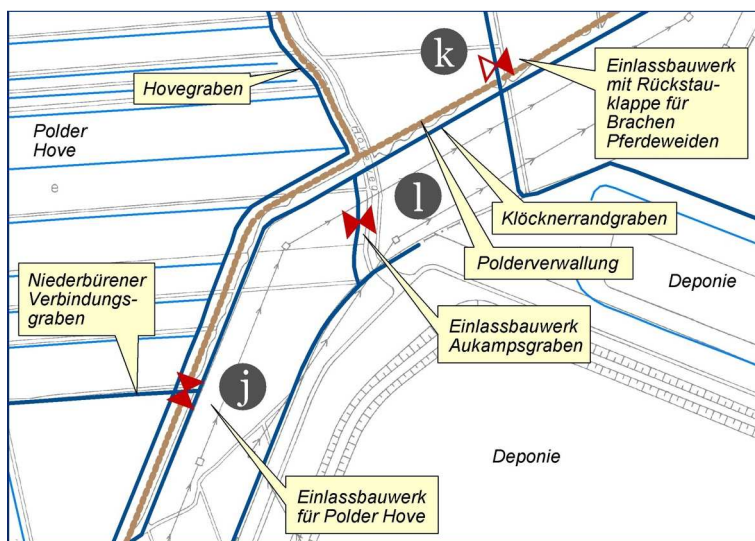 Hovegraben
k
Einlassbauwerk
mit Rückstau-
klappe für
Brachen
Pferdeweiden
Polder
Hove
e
l
Klöcknerrandgraben
Polderverwallung
Deponie
Niederbürener
Verbindungs-
graben
Einlassbauwerk
Aukampsgraben
j
Deponie
Einlassbauwerk
für Polder Hove